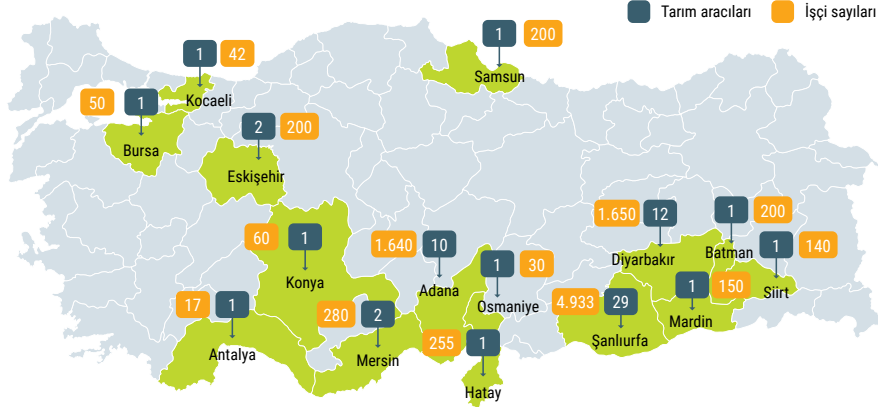 Tarım aracıları
İşçi sayıları
1 200
Samsun
1 42
Kocaeli
50 1
Bursa
2 200
Eskişehir
60 1
Konya
1.640 10
Adana
1 30
Osmaniye
1.650 12
Diyarbakır
1 200
Batman
1 140
Siirt
1 150
Mardin
4.933 29
Şanlıurfa
17 1
Antalya
280 2
Mersin
255 1
Hatay